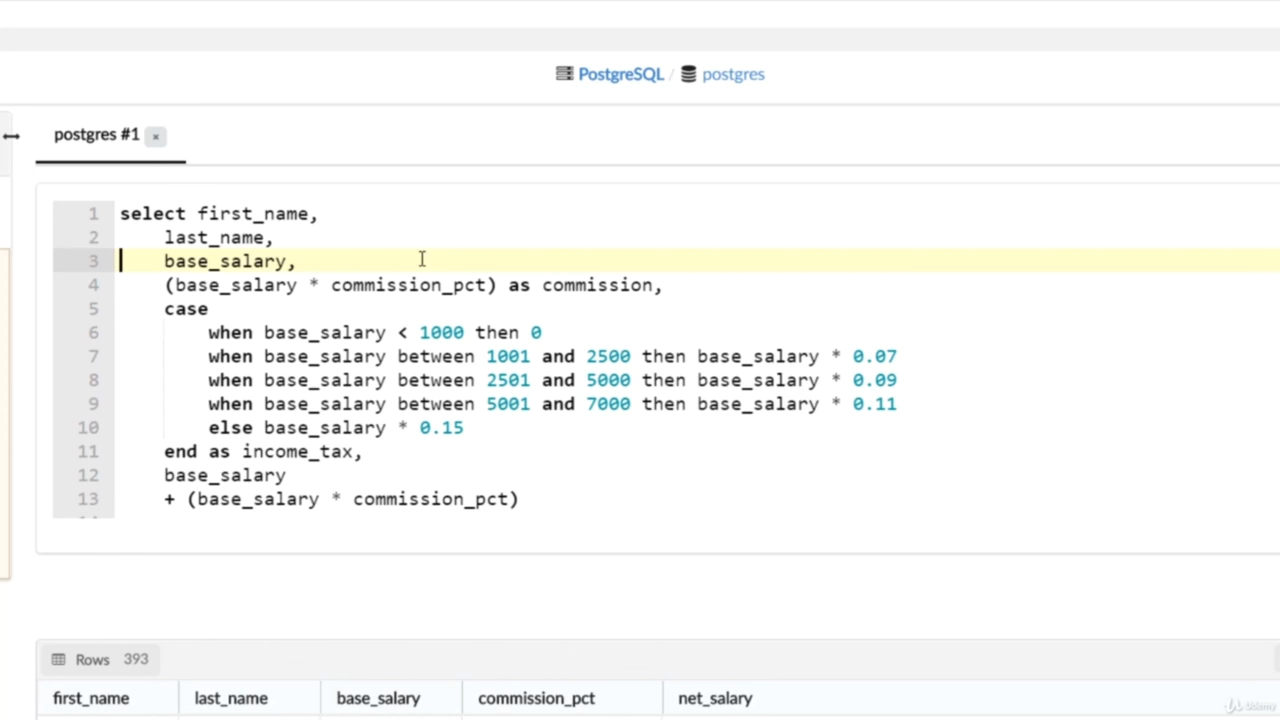 PostgreSQL / postgres
postgres #1 ×
1 select first_name,
2 last_name,
3 base_salary,
4 (base_salary * commission_pct) as commission,
5 case
6 when base_salary < 1000 then 0
7 when base_salary between 1001 and 2500 then base_salary * 0.07
8 when base_salary between 2501 and 5000 then base_salary * 0.09
9 when base_salary between 5001 and 7000 then base_salary * 0.11
10 else base_salary * 0.15
11 end as income_tax,
12 base_salary
13 + (base_salary * commission_pct)
Rows 393
first_name last_name base_salary commission_pct net_salary
Udemy